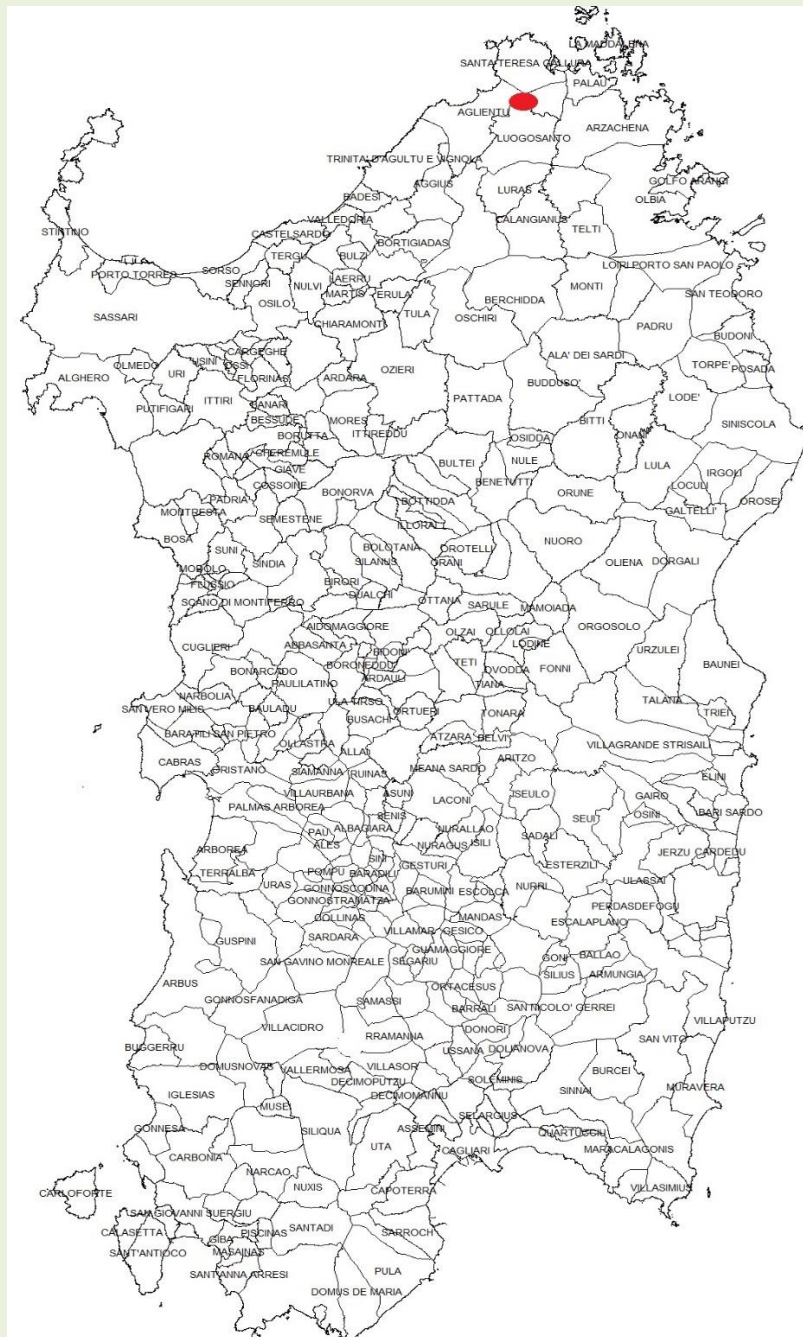 LA MADDALENA
SANTA TERESA GALLURA
PALAU
AGLIENTU
ARZACHENA
LUOGOSANTO
TRINITA' D'AGULTU E VIGNOLA
AGGIUS
LURAS
GOLFO ARANCI
OLBIA
BADESI
VALLEDORIA
CALANGIANUS
TELTI
STINTINO
CASTELSARDO
BORTIGIADAS
TERGU
BULZI
PORTO TORRES
SORSO
SENNORI
LAERRU
LOIRI PORTO SAN PAOLO
NULVI
MARTIS
ERULA
MONTI
SAN TEODORO
OSILO
BERCHIDDA
SASSARI
TULA
OSCHIRI
CHIARAMONTI
PADRU
BUDONI
CARGEGHE
USINI
OSSI
ALA' DEI SARDI
OLMEDO
URI
FLORINAS
OZIERI
TORPE'
POSADA
ALGHERO
ARDARA
BUDDUSO'
ITTIRI
PATTADA
LODE'
PUTIFIGARI
BANARI
BESSUDE
MORES
BITTI
SINISCOLA
BORUTTA
ITTIREDDU
OSIDDA
ONANI
CHEREMULE
ROMANA
NULE
BULTEI
LULA
GIAVE
IRGOLI
COSSOINE
BENETUTTI
LOCULI
BONORVA
ORUNE
PADRIA
BOTTIDDA
OROSEI
MONTRESTA
GALTELLI'
SEMESTENE
ILLORAI
BOSA
NUORO
SUNI
BOLOTANA
OROTELLI
SINDIA
SILANUS
ORANI
OLIENA
DORGALI
MODOLO
FLUSSIO
BIRORI
DUALCHI
SCANO DI MONTIFERRO
OTTANA
SARULE
MAMOIADA
AIDOMAGGIORE
ORGOSOLO
OLZAI
OLLOLAI
CUGLIERI
ABBASANTA
LODINE
BIDONI
URZULEI
BORONEDDU
TETI
OVODDA
FONNI
BAUNEI
BONARCADO
ARDAULI
PAULILATINO
TIANA
NARBOLIA
ULA TIRSO
TALANA
SAN VERO MILIS
BAULADU
ORTUERI
TONARA
TRIEI
BUSACHI
BARATILI SAN PIETRO
ATZARA
BELVI'
OLLASTRA
VILLAGRANDE STRISAILI
ALLAI
CABRAS
ARITZO
ORISTANO
SIAMANNA
RUINAS
MEANA SARDO
ELINI
VILLAURBANA
ASUNI
SEULO
GAIRO
PALMAS ARBOREA
LACONI
BARI SARDO
GENIS
SEUI
OSINI
PAU
ALBAGIARA
NURALLAO
SADALI
ALES
NURAGUS
ISILI
ARBOREA
JERZU
CARDEDU
SINI
GESTURI
LESTERZILI
TERRALBA
POMPU
BARADILI
ULASSAI
URAS
GONNOSCODINA
BARUMINI
ESCOLCA
NURRI
GONNOSTRAMATZA
PERDASDEFOGU
COLLINAS
MANDAS
ESCALAPLANO
GUSPINI
SARDARA
VILLAMAR
GESICO
GUAMAGGIORE
SAN GAVINO MONREALE
SEGARIU
GONI
BALLAO
SILIUS
ARMUNGIA
ARBUS
ORTACESUS
GONNOSFANADIGA
SAMASSI
BARRALI
SAN NICOLO' GERREI
VILLACIDRO
VILLAPUTZU
DONORI
RRAMANNA
SAN VITO
BUGGERRU
USSANA
DOLIANOVA
DOMUSNOVAS
VALLERMOSA
VILLASOR
BURCEI
DECIMOPUTZU
SOLEMINIS
MURAVERA
IGLESIAS
DECIMOMANNU
SINNAI
MUSEI
SELARGIUS
GONNESA
SILIQUA
ASSEMINI
QUARTUCCIU
UTA
CAGLIARI
MARACALAGONIS
CARBONIA
NARCAO
NUXIS
CAPOTERRA
VILLASIMIUS
CARLOFORTE
SAN GIOVANNI SUERGIU
CALASETTA
SANTADI
PISCINAS
SARROCH
GIBA
SANT'ANTIOCO
MASAINAS
SANT'ANNA ARRESI
PULA
DOMUS DE MARIA